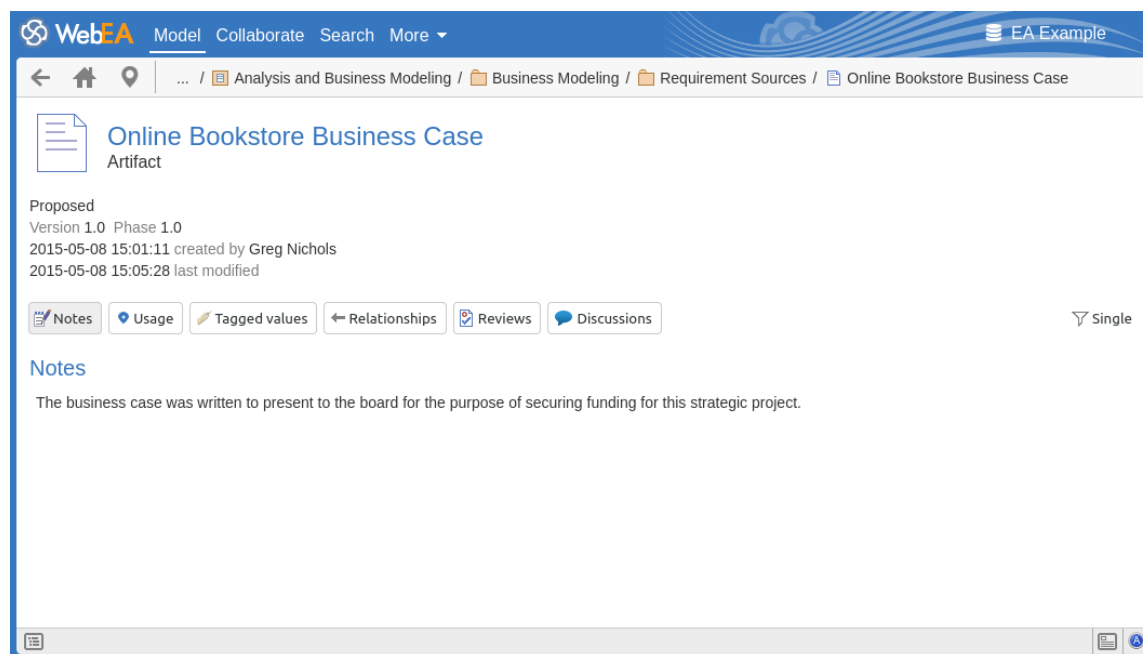 WebEA Model Collaborate Search More EA Example
... / Analysis and Business Modeling / Business Modeling / Requirement Sources / Online Bookstore Business Case
Online Bookstore Business Case
Artifact
Proposed
Version 1.0 Phase 1.0
2015-05-08 15:01:11 created by Greg Nichols
2015-05-08 15:05:28 last modified
Notes Usage Tagged values Relationships Reviews Discussions Single
Notes
The business case was written to present to the board for the purpose of securing funding for this strategic project.
A